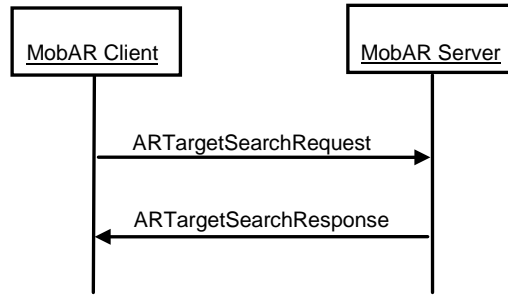 MobAR Client
MobAR Server
ARTargetSearchRequest
ARTargetSearchResponse